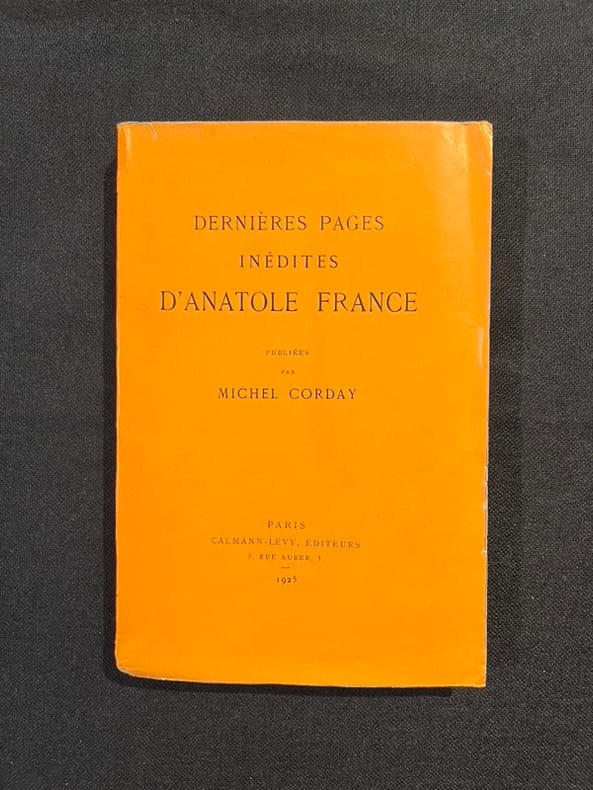 DERNIÈRES PAGES
INÉDITES
D'ANATOLE FRANCE
PUBLIÉES
PAR
MICHEL CORDAY
PARIS
CALMANN-LÉVY, ÉDITEURS
3, RUE AUBER, 3
—
1925